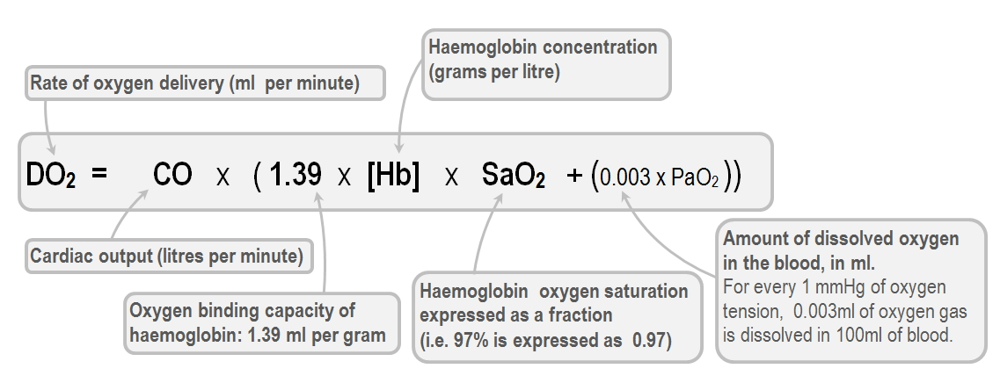 Haemoglobin concentration
(grams per litre)
Rate of oxygen delivery (ml per minute)
DO₂ = CO x ( 1.39 x [Hb] x SaO₂ + (0.003 x PaO₂ ))
Cardiac output (litres per minute)
Oxygen binding capacity of
haemoglobin: 1.39 ml per gram
Haemoglobin oxygen saturation
expressed as a fraction
(i.e. 97% is expressed as 0.97)
Amount of dissolved oxygen
in the blood, in ml.
For every 1 mmHg of oxygen
tension, 0.003ml of oxygen gas
is dissolved in 100ml of blood.